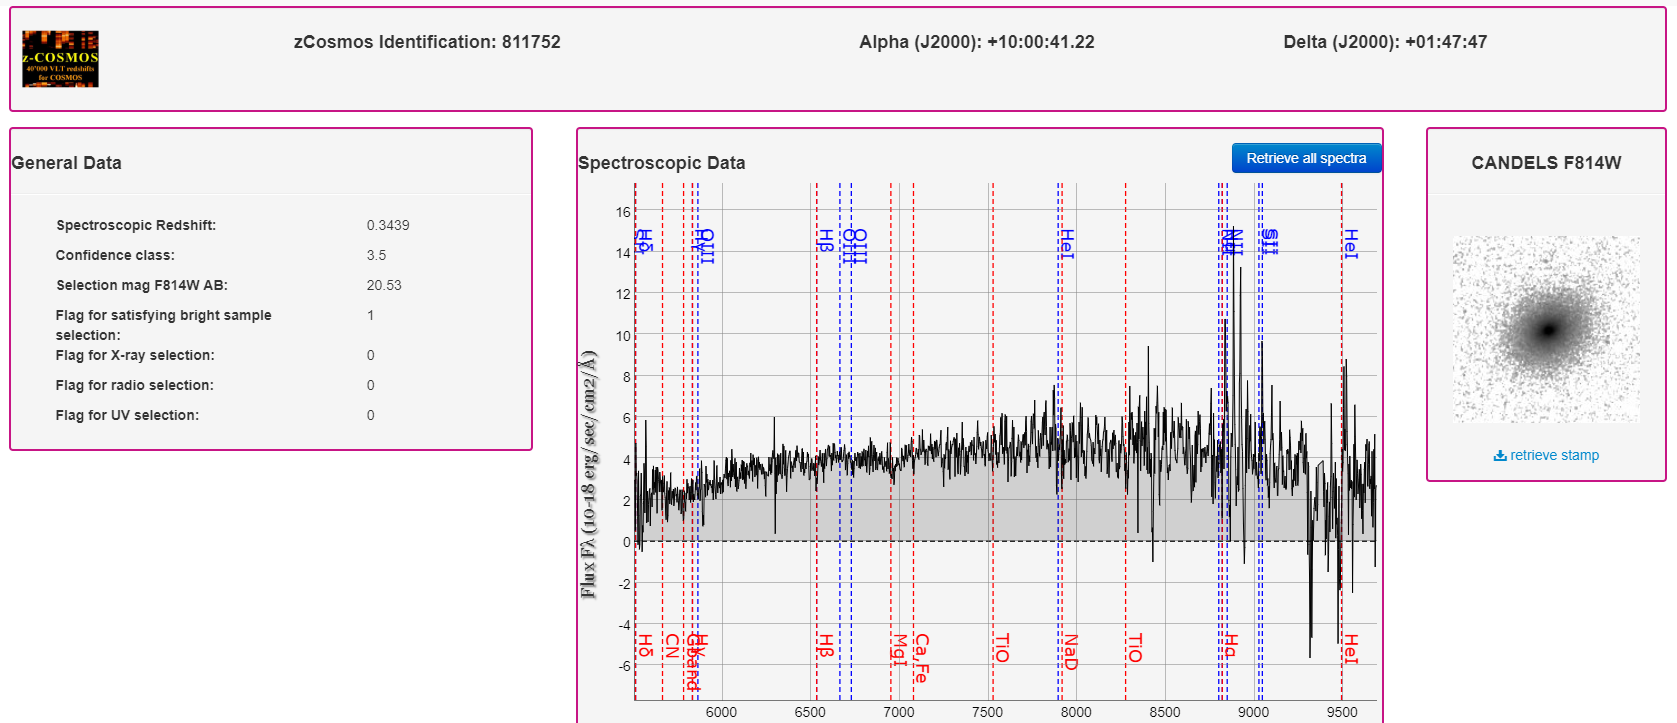 z-COSMOS
40'000 VLT redshifts
for COSMOS
zCosmos Identification: 811752
Alpha (J2000): +10:00:41.22
Delta (J2000): +01:47:47
General Data
Spectroscopic Redshift: 0.3439
Confidence class: 3.5
Selection mag F814W AB: 20.53
Flag for satisfying bright sample selection: 1
Flag for X-ray selection: 0
Flag for radio selection: 0
Flag for UV selection: 0
Spectroscopic Data
Retrieve all spectra
Flux Fλ (10-18 erg/sec/cm2/Å)
16
14
12
10
8
6
4
2
0
-2
-4
-6
Hδ
Hγ
OIII
Hβ
OIII
OIII
HeI
NII
SII
HeI
Hδ
CN
Gband
Hγ
Hβ
MgI
Ca,Fe
TiO
NaD
TiO
Hα
HeI
6000
6500
7000
7500
8000
8500
9000
9500
CANDELS F814W
retrieve stamp